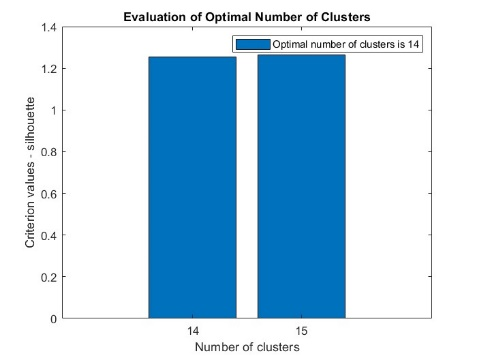 Evaluation of Optimal Number of Clusters
Optimal number of clusters is 14
1.4
1.2
1
0.8
0.6
0.4
0.2
0
Criterion values - silhouette
14 15
Number of clusters